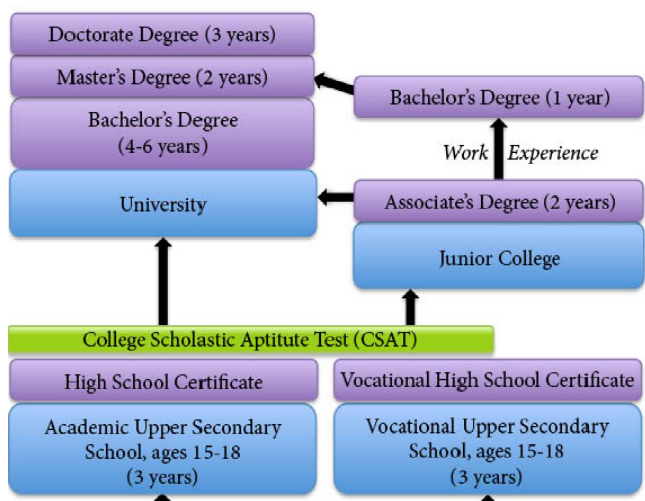 Doctorate Degree (3 years)
Master's Degree (2 years)
Bachelor's Degree
(4-6 years)
University
Bachelor's Degree (1 year)
Work Experience
Associate's Degree (2 years)
Junior College
College Scholastic Aptitute Test (CSAT)
High School Certificate
Academic Upper Secondary
School, ages 15-18
(3 years)
Vocational High School Certificate
Vocational Upper Secondary
School, ages 15-18
(3 years)